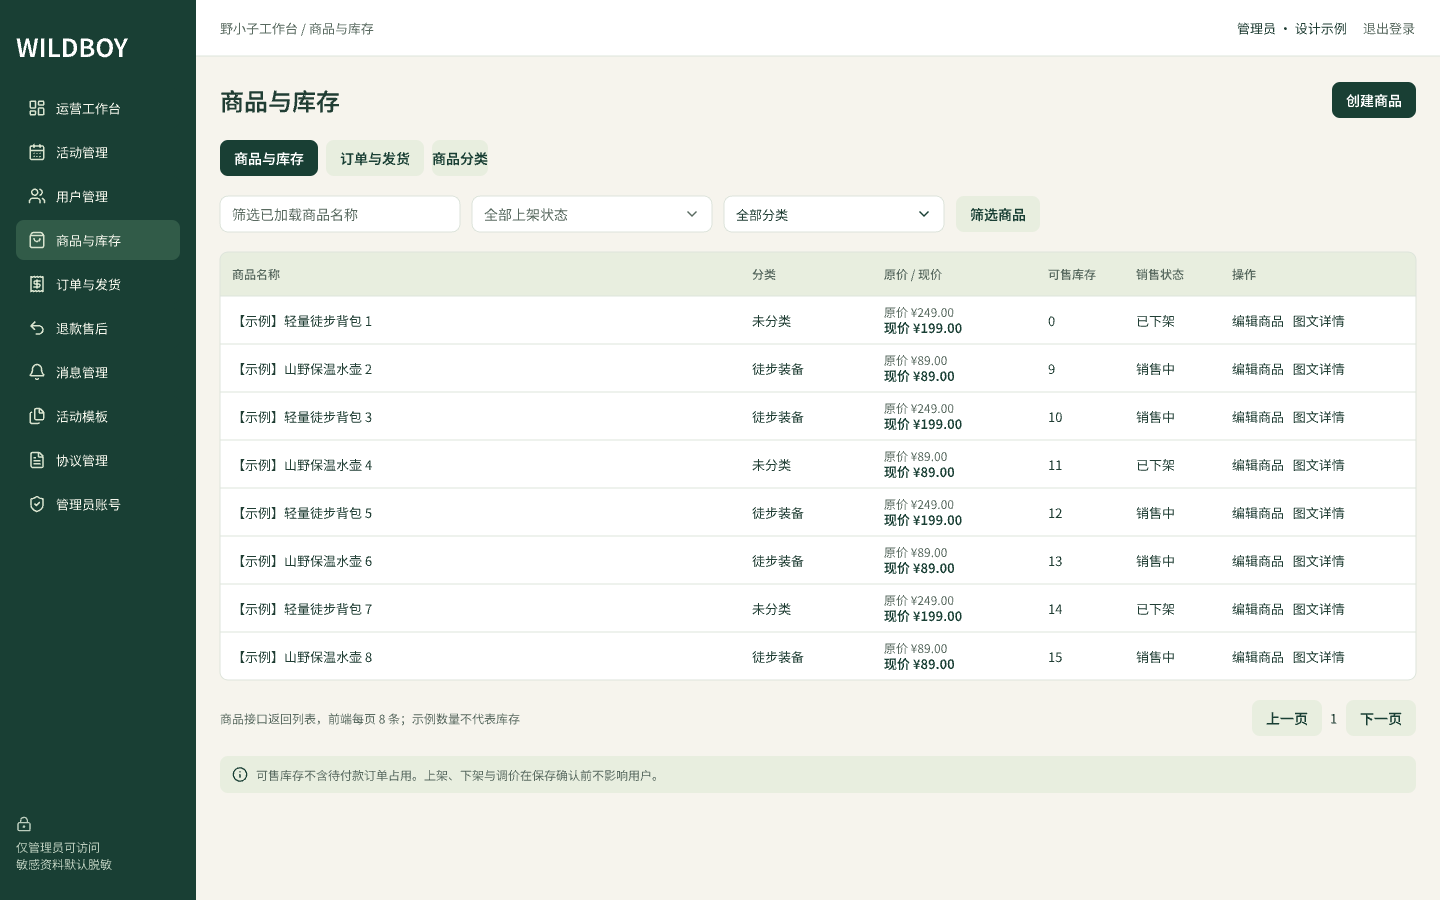 WILDBOY
运营工作台
活动管理
用户管理
商品与库存
订单与发货
退款售后
消息管理
活动模板
协议管理
管理员账号
仅管理员可访问
敏感资料默认脱敏
野小子工作台 / 商品与库存
管理员 · 设计示例 退出登录
商品与库存
创建商品
商品与库存 订单与发货 商品分类
筛选已加载商品名称 全部上架状态 全部分类 筛选商品
商品名称 分类 原价 / 现价 可售库存 销售状态 操作
【示例】轻量徒步背包 1 未分类 原价 ¥249.00 现价 ¥199.00 0 已下架 编辑商品 图文详情
【示例】山野保温水壶 2 徒步装备 原价 ¥89.00 现价 ¥89.00 9 销售中 编辑商品 图文详情
【示例】轻量徒步背包 3 徒步装备 原价 ¥249.00 现价 ¥199.00 10 销售中 编辑商品 图文详情
【示例】山野保温水壶 4 未分类 原价 ¥89.00 现价 ¥89.00 11 已下架 编辑商品 图文详情
【示例】轻量徒步背包 5 徒步装备 原价 ¥249.00 现价 ¥199.00 12 销售中 编辑商品 图文详情
【示例】山野保温水壶 6 徒步装备 原价 ¥89.00 现价 ¥89.00 13 销售中 编辑商品 图文详情
【示例】轻量徒步背包 7 未分类 原价 ¥249.00 现价 ¥199.00 14 已下架 编辑商品 图文详情
【示例】山野保温水壶 8 徒步装备 原价 ¥89.00 现价 ¥89.00 15 销售中 编辑商品 图文详情
商品接口返回列表，前端每页 8 条；示例数量不代表库存
上一页 1 下一页
可售库存不含待付款订单占用。上架、下架与调价在保存确认前不影响用户。